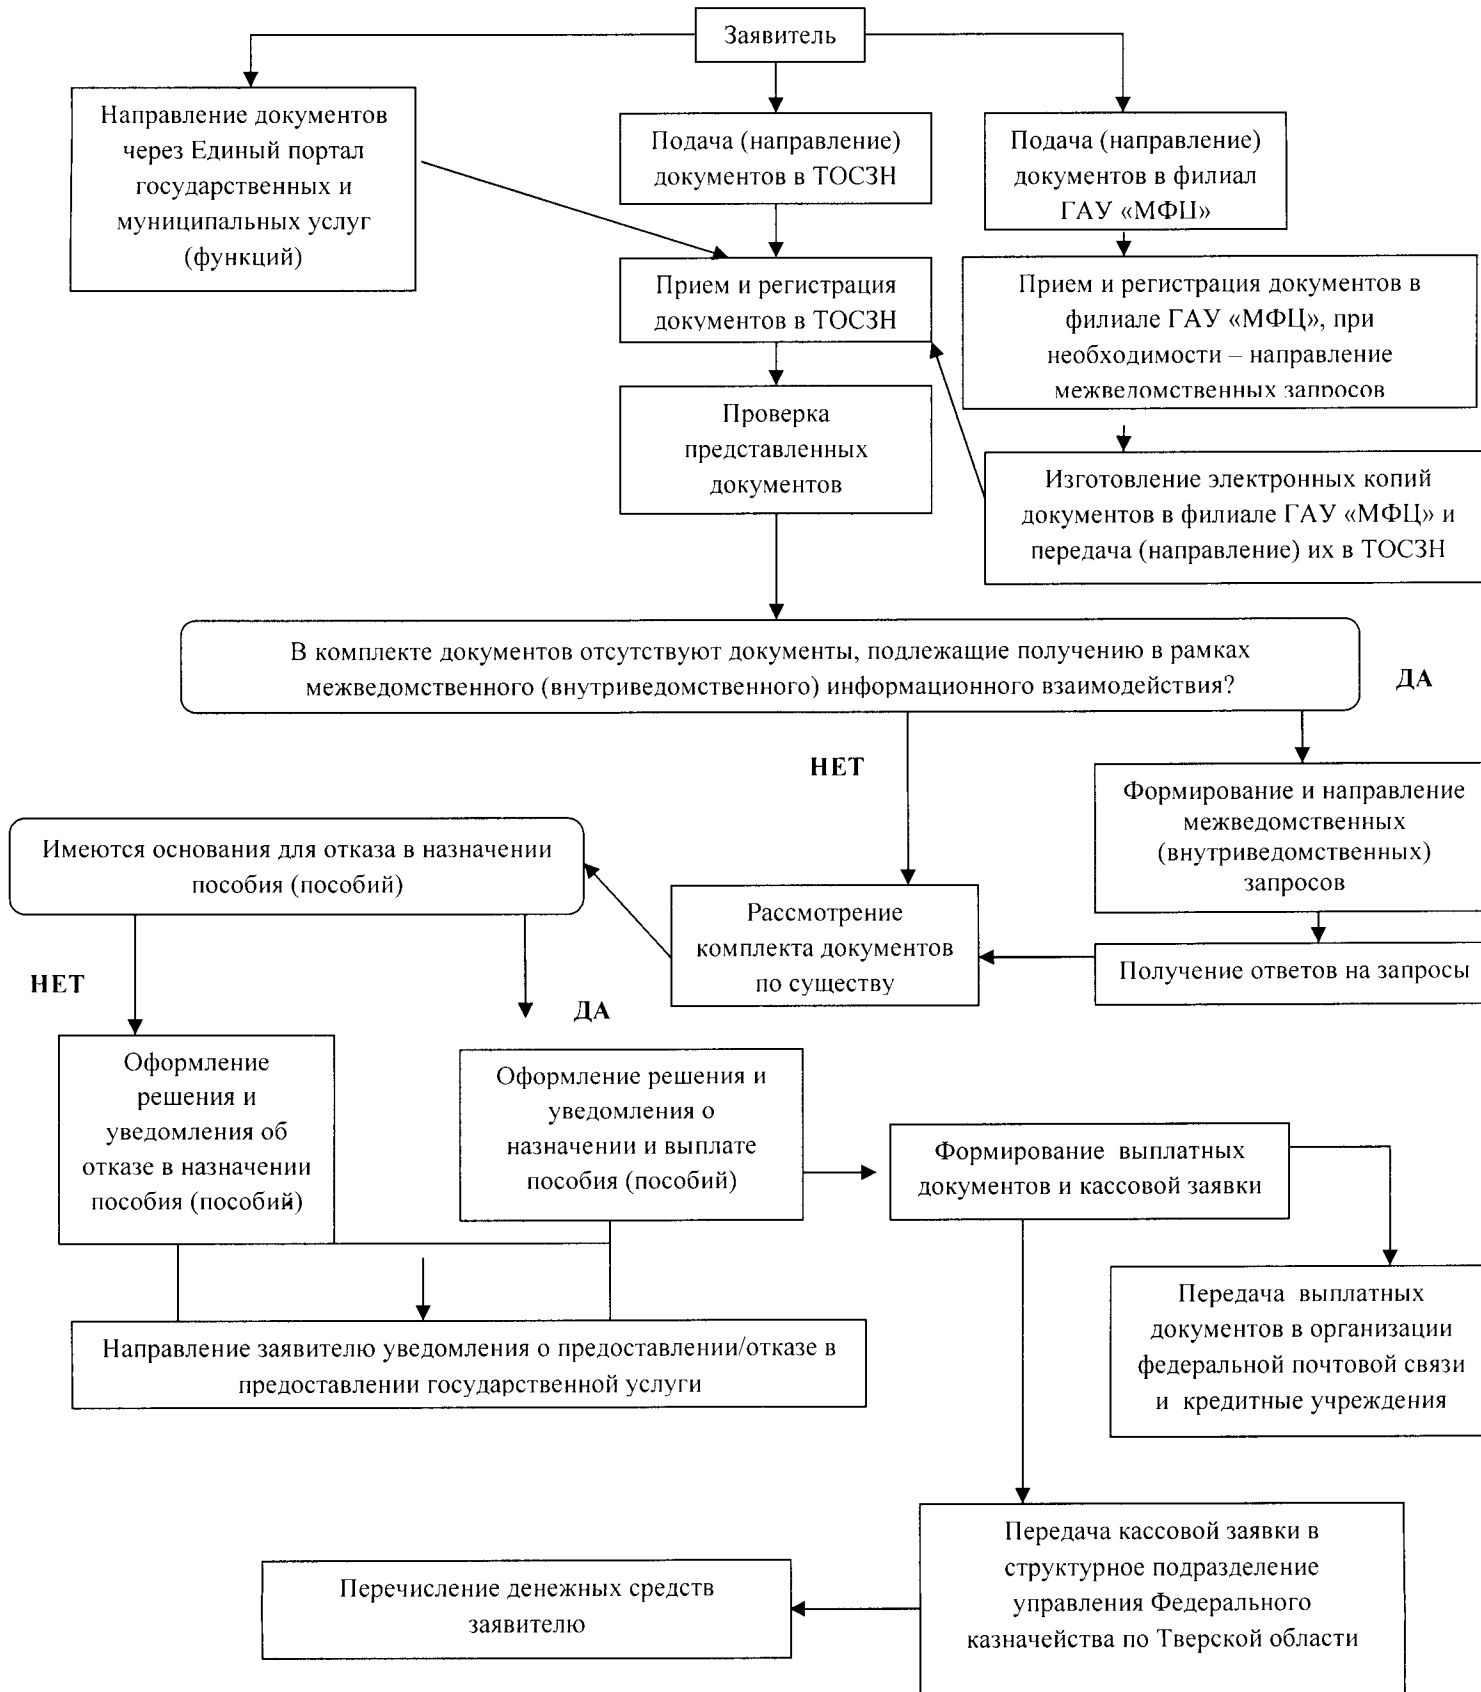 Заявитель
Направление документов
через Единый портал
государственных и
муниципальных услуг
(функций)
Подача (направление)
документов в ТОСЗН
Подача (направление)
документов в филиал
ГАУ «МФЦ»
Прием и регистрация
документов в ТОСЗН
Прием и регистрация документов в
филиале ГАУ «МФЦ», при
необходимости – направление
межведомственных запросов
Проверка
представленных
документов
Изготовление электронных копий
документов в филиале ГАУ «МФЦ» и
передача (направление) их в ТОСЗН
В комплекте документов отсутствуют документы, подлежащие получению в рамках
межведомственного (внутриведомственного) информационного взаимодействия?
ДА
НЕТ
Формирование и направление
межведомственных
(внутриведомственных)
запросов
Имеются основания для отказа в назначении
пособия (пособий)
Рассмотрение
комплекта документов
по существу
Получение ответов на запросы
НЕТ
ДА
Оформление
решения и
уведомления об
отказе в назначении
пособия (пособий)
Оформление решения и
уведомления о
назначении и выплате
пособия (пособий)
Формирование выплатных
документов и кассовой заявки
Передача выплатных
документов в организации
федеральной почтовой связи
и кредитные учреждения
Направление заявителю уведомления о предоставлении/отказе в
предоставлении государственной услуги
Передача кассовой заявки в
структурное подразделение
управления Федерального
казначейства по Тверской области
Перечисление денежных средств
заявителю